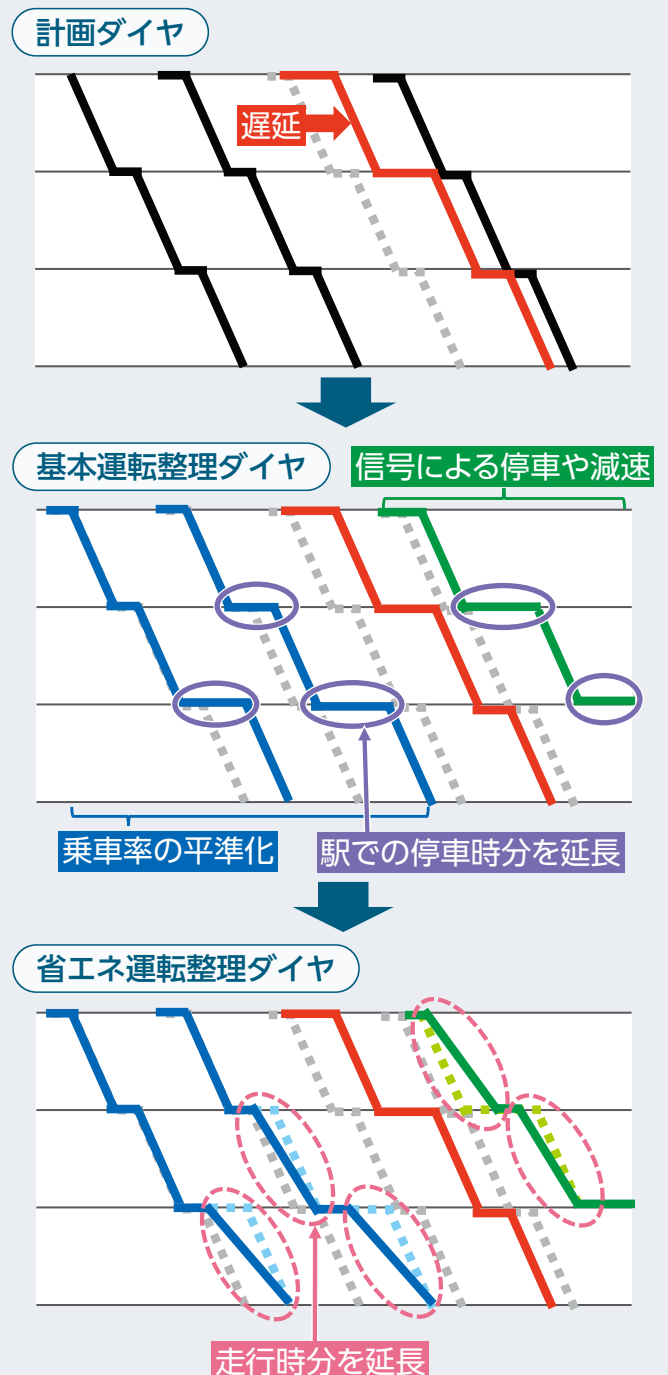 計画ダイヤ
遅延
基本運転整理ダイヤ
信号による停車や減速
乗車率の平準化
駅での停車時分を延長
省エネ運転整理ダイヤ
走行時分を延長